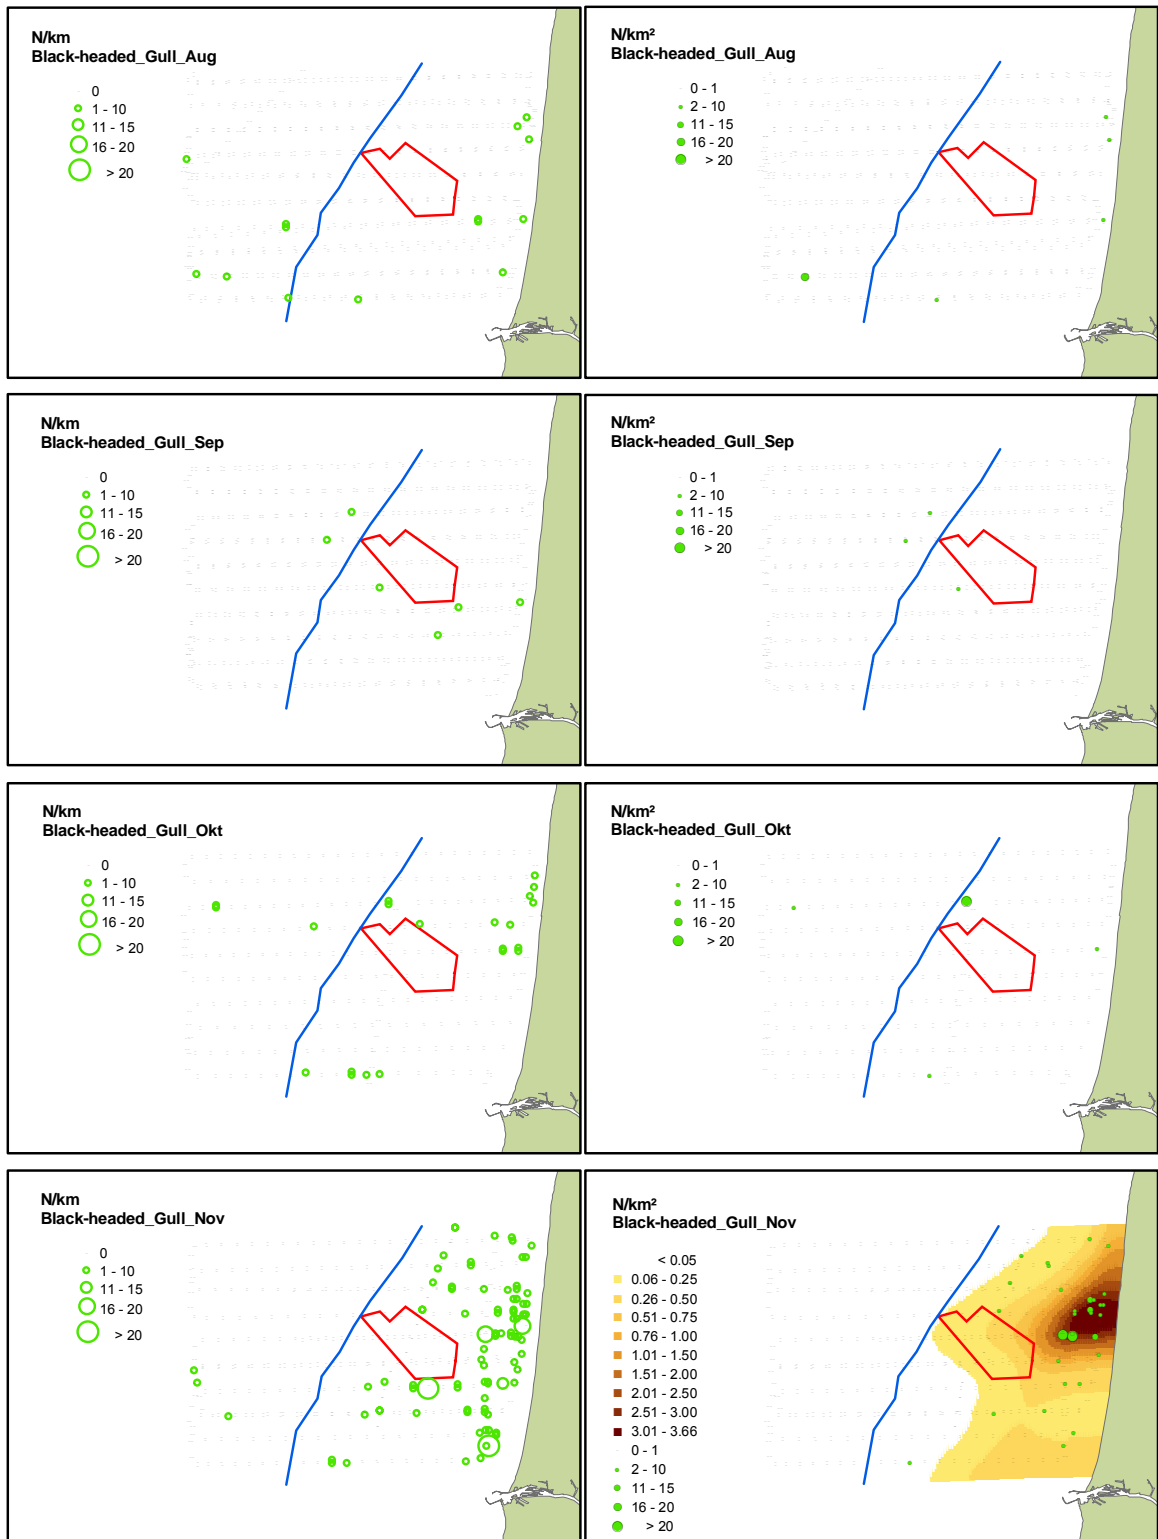 N/km
Black-headed_Gull_Aug
0
1 - 10
11 - 15
16 - 20
> 20
N/km²
Black-headed_Gull_Aug
0 - 1
2 - 10
11 - 15
16 - 20
> 20
N/km
Black-headed_Gull_Sep
0
1 - 10
11 - 15
16 - 20
> 20
N/km²
Black-headed_Gull_Sep
0 - 1
2 - 10
11 - 15
16 - 20
> 20
N/km
Black-headed_Gull_Okt
0
1 - 10
11 - 15
16 - 20
> 20
N/km²
Black-headed_Gull_Okt
0 - 1
2 - 10
11 - 15
16 - 20
> 20
N/km
Black-headed_Gull_Nov
0
1 - 10
11 - 15
16 - 20
> 20
N/km²
Black-headed_Gull_Nov
< 0.05
0.06 - 0.25
0.26 - 0.50
0.51 - 0.75
0.76 - 1.00
1.01 - 1.50
1.51 - 2.00
2.01 - 2.50
2.51 - 3.00
3.01 - 3.66
0 - 1
2 - 10
11 - 15
16 - 20
> 20